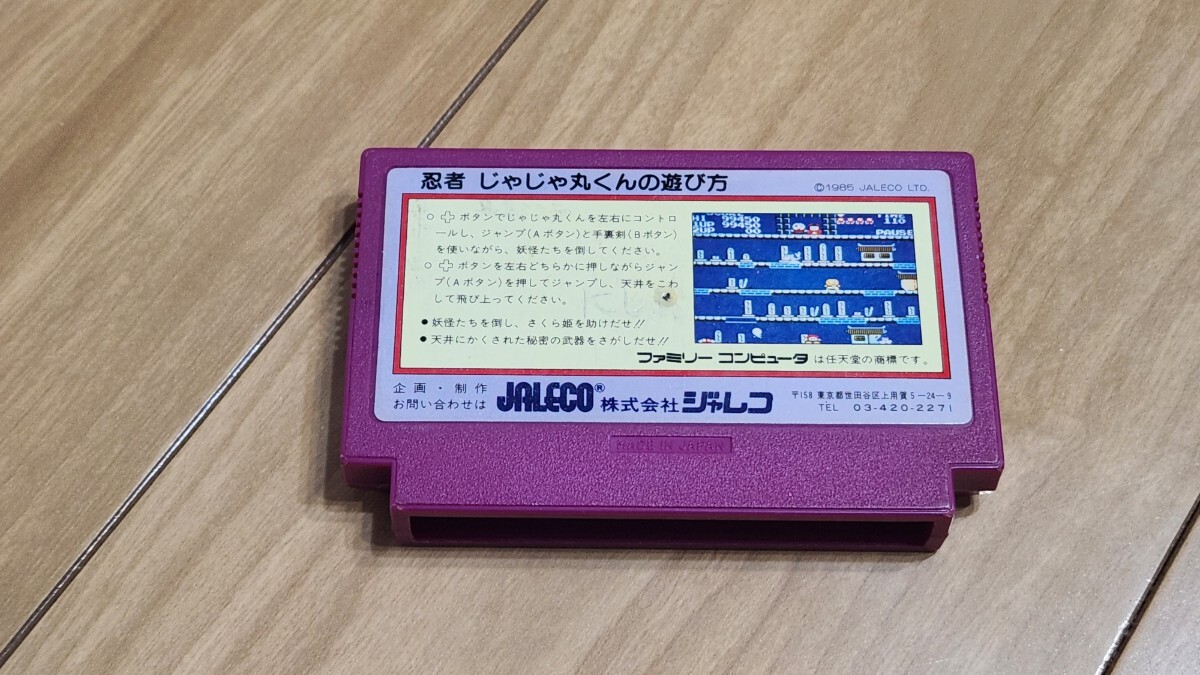 忍者 じゃじゃ丸くんの遊び方
©1985 JALECO LTD.
○ボタンでじゃじゃ丸くんを左右にコントロ
ールし、ジャンプ(Aボタン)と手裏剣(Bボタン)
を使いながら、妖怪たちを倒してください。
○ボタンを左右どちらかに押しながらジャン
プ(Aボタン)を押してジャンプし、天井をこわ
して飛び上ってください。
●妖怪たちを倒し、さくら姫を助けだせ!!
●天井にかくされた秘密の武器をさがしだせ!!
HI 99450
TIME
1UP 99450
110
2UP 00
PAUSE
ファミリー コンピュータ は任天堂の商標です。
企画・制作
お問い合わせは
JALECO® 株式会社ジャレコ
〒158 東京都世田谷区上用賀5-24-9
TEL 03-420-2271
MADE IN JAPAN